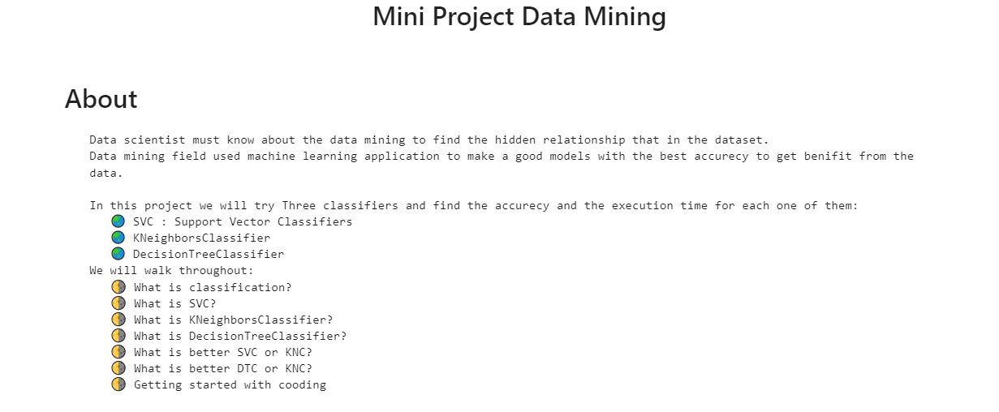 Mini Project Data Mining
About
Data scientist must know about the data mining to find the hidden relationship that in the dataset.
Data mining field used machine learning application to make a good models with the best accurecy to get benifit from the
data.
In this project we will try Three classifiers and find the accurecy and the execution time for each one of them:
🌏 SVC : Support Vector Classifiers
🌏 KNeighborsClassifier
🌏 DecisionTreeClassifier
We will walk throughout:
🌗 What is classification?
🌗 What is SVC?
🌗 What is KNeighborsClassifier?
🌗 What is DecisionTreeClassifier?
🌗 What is better SVC or KNC?
🌗 What is better DTC or KNC?
🌗 Getting started with cooding